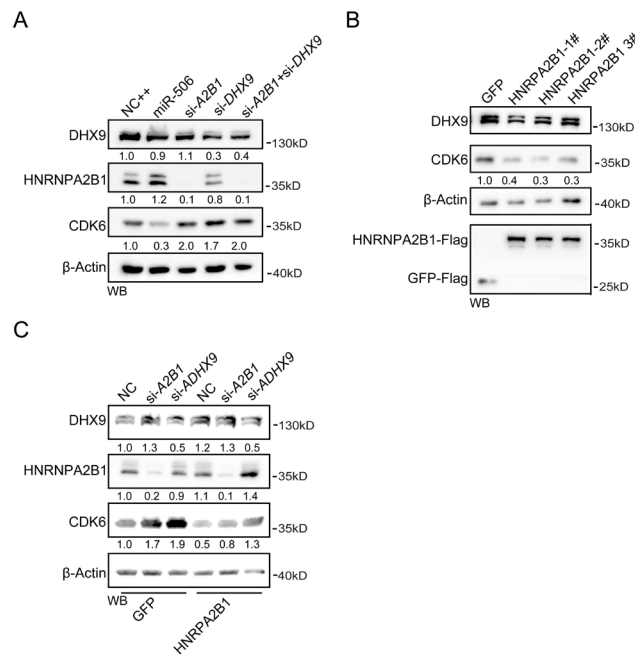 A
NC++ miR-506 si-A2B1 si-DHX9 si-A2B1+si-DHX9
DHX9 -130kD
1.0 0.9 1.1 0.3 0.4
HNRNPA2B1 -35kD
1.0 1.2 0.1 0.8 0.1
CDK6 -35kD
1.0 0.3 2.0 1.7 2.0
β-Actin -40kD
WB
B
GFP HNRPA2B1-1# HNRPA2B1-2# HNRPA2B1 3#
DHX9 -130kD
CDK6 -35kD
1.0 0.4 0.3 0.3
β-Actin -40kD
HNRNPA2B1-Flag -35kD
GFP-Flag -25kD
WB
C
NC si-A2B1 si-ADHX9 NC si-A2B1 si-ADHX9
DHX9 -130kD
1.0 1.3 0.5 1.2 1.3 0.5
HNRNPA2B1 -35kD
1.0 0.2 0.9 1.1 0.1 1.4
CDK6 -35kD
1.0 1.7 1.9 0.5 0.8 1.3
β-Actin -40kD
WB
GFP HNRPA2B1